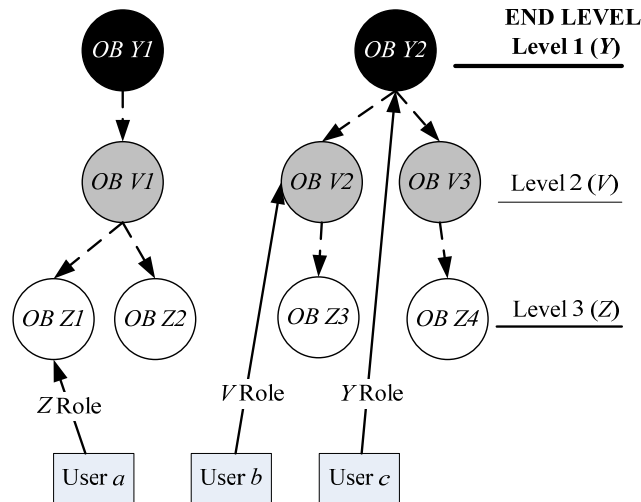 OB Y1
OB Y2
END LEVEL
Level 1 (Y)
OB V1
OB V2
OB V3
Level 2 (V)
OB Z1
OB Z2
OB Z3
OB Z4
Level 3 (Z)
Z Role
V Role
Y Role
User a
User b
User c